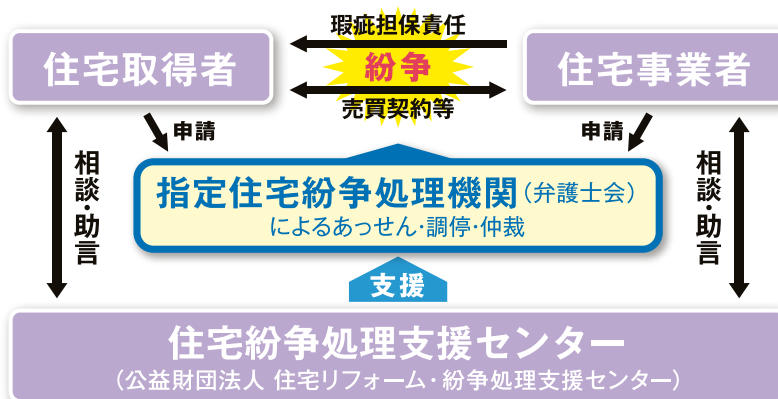 瑕疵担保責任
住宅取得者
紛争
住宅事業者
売買契約等
申請
申請
相談・助言
相談・助言
指定住宅紛争処理機関（弁護士会）
によるあっせん・調停・仲裁
支援
住宅紛争処理支援センター
（公益財団法人 住宅リフォーム・紛争処理支援センター）